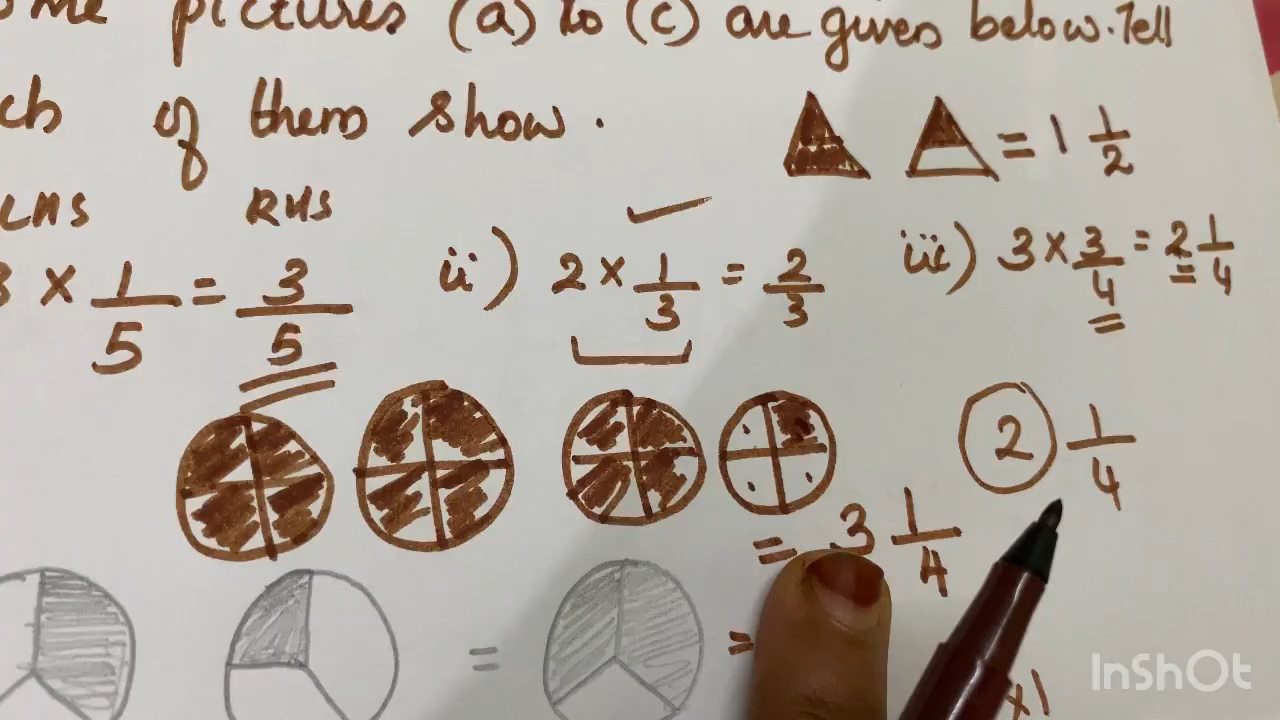 pictures (a) to (c) are given below. Tell
of them show.
= 1 1/2
LHS RHS
3 × 1/5 = 3/5
ii) 2 × 1/3 = 2/3
iii) 3 × 3/4 = 2 1/4
2 1/4
= 3 1/4
=
=
×1
InShOt